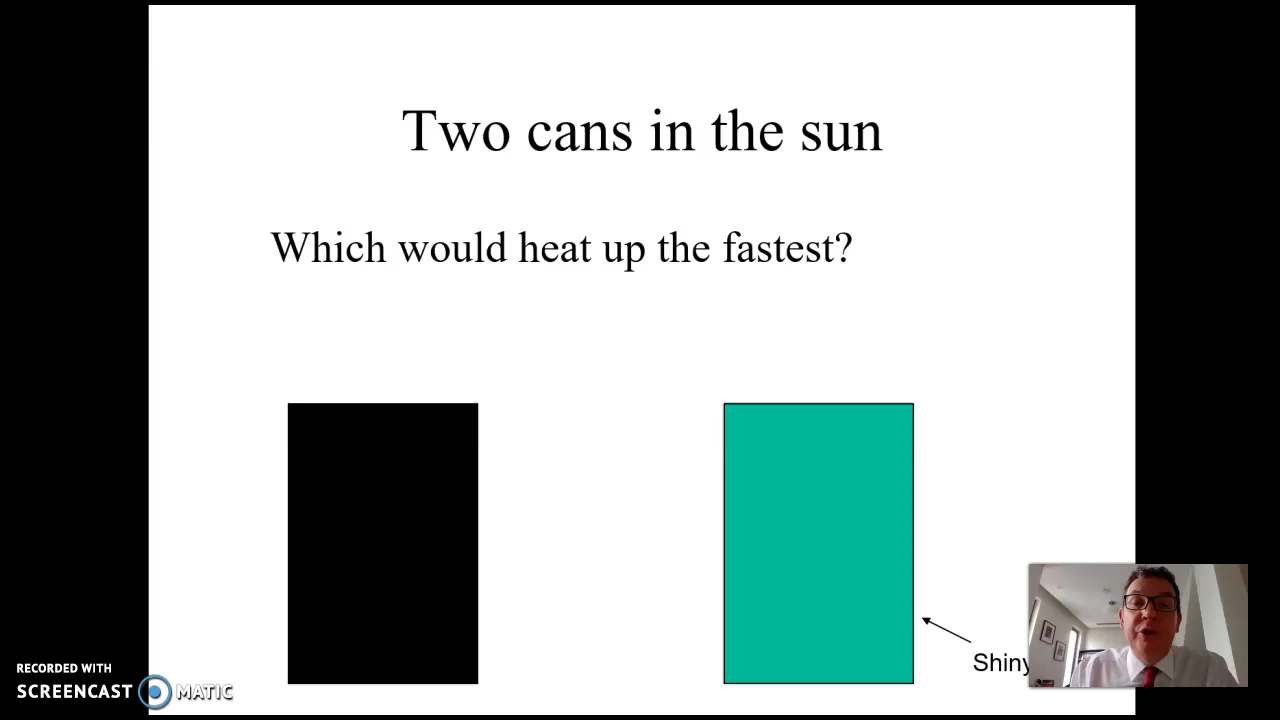 Two cans in the sun
Which would heat up the fastest?
Shiny
RECORDED WITH
SCREENCAST MATIC